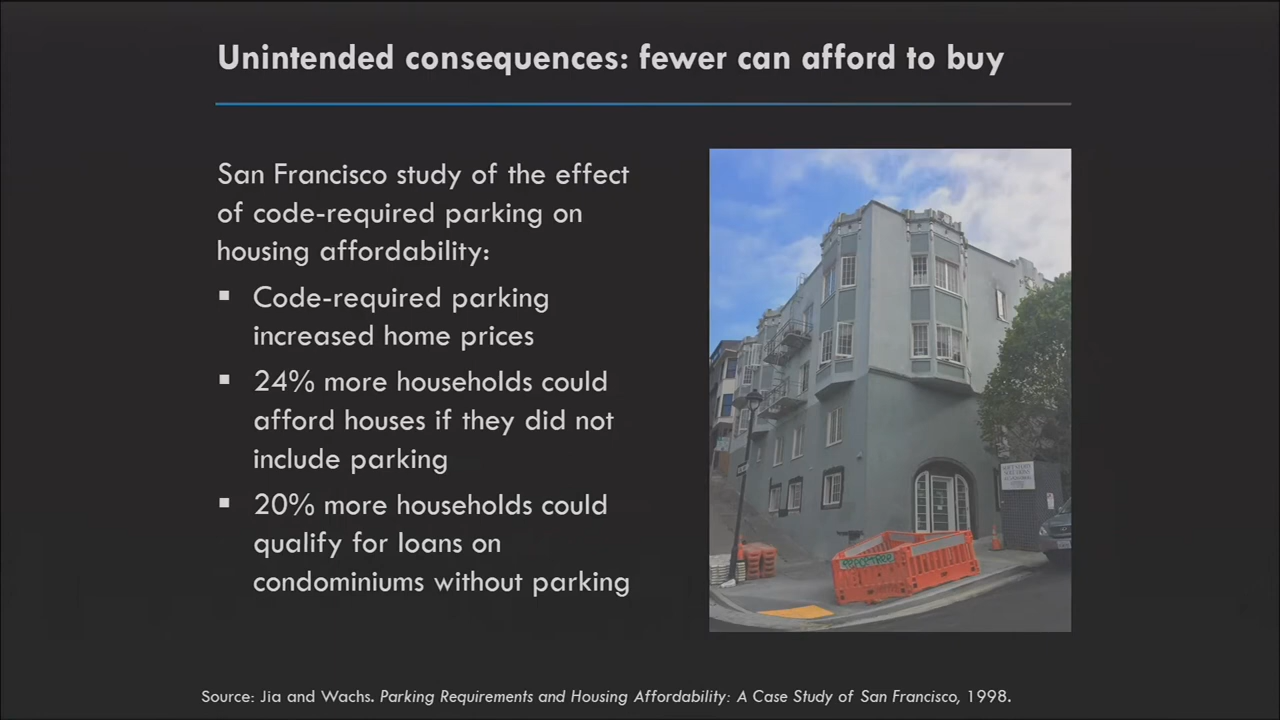 Unintended consequences: fewer can afford to buy
San Francisco study of the effect
of code-required parking on
housing affordability:
▪ Code-required parking
increased home prices
▪ 24% more households could
afford houses if they did not
include parking
▪ 20% more households could
qualify for loans on
condominiums without parking
Source: Jia and Wachs. Parking Requirements and Housing Affordability: A Case Study of San Francisco, 1998.